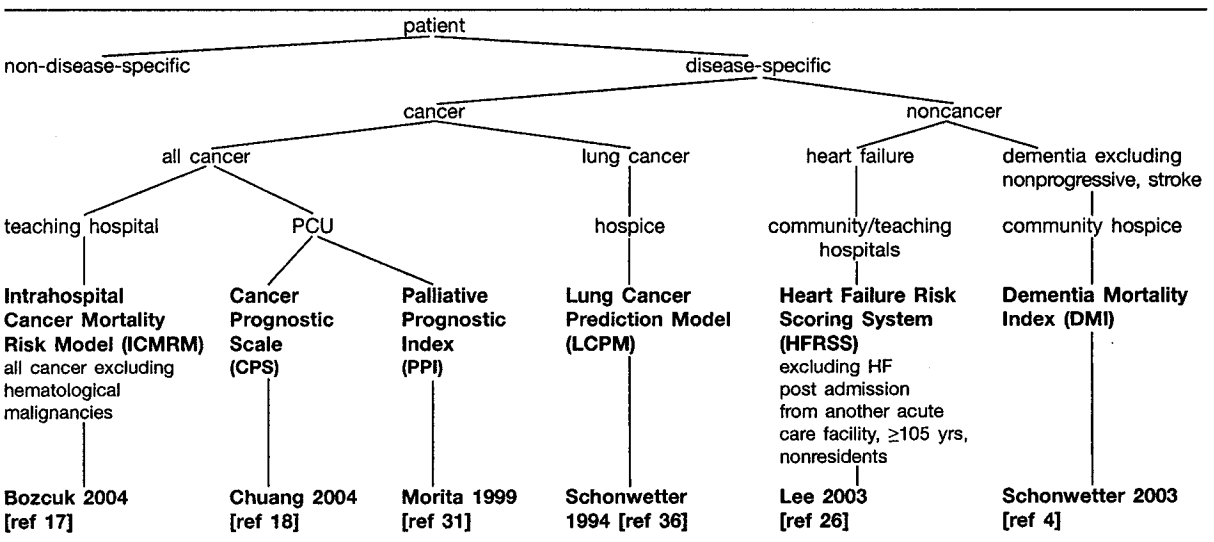 patient
non-disease-specific
disease-specific
cancer
noncancer
all cancer
lung cancer
heart failure
dementia excluding
nonprogressive, stroke
teaching hospital
PCU
hospice
community/teaching
hospitals
community hospice
Intrahospital
Cancer Mortality
Risk Model (ICMRM)
all cancer excluding
hematological
malignancies
Cancer
Prognostic
Scale
(CPS)
Palliative
Prognostic
Index
(PPI)
Lung Cancer
Prediction Model
(LCPM)
Heart Failure Risk
Scoring System
(HFRSS)
excluding HF
post admission
from another acute
care facility, ≥105 yrs,
nonresidents
Dementia Mortality
Index (DMI)
Bozcuk 2004
[ref 17]
Chuang 2004
[ref 18]
Morita 1999
[ref 31]
Schonwetter
1994 [ref 36]
Lee 2003
[ref 26]
Schonwetter 2003
[ref 4]